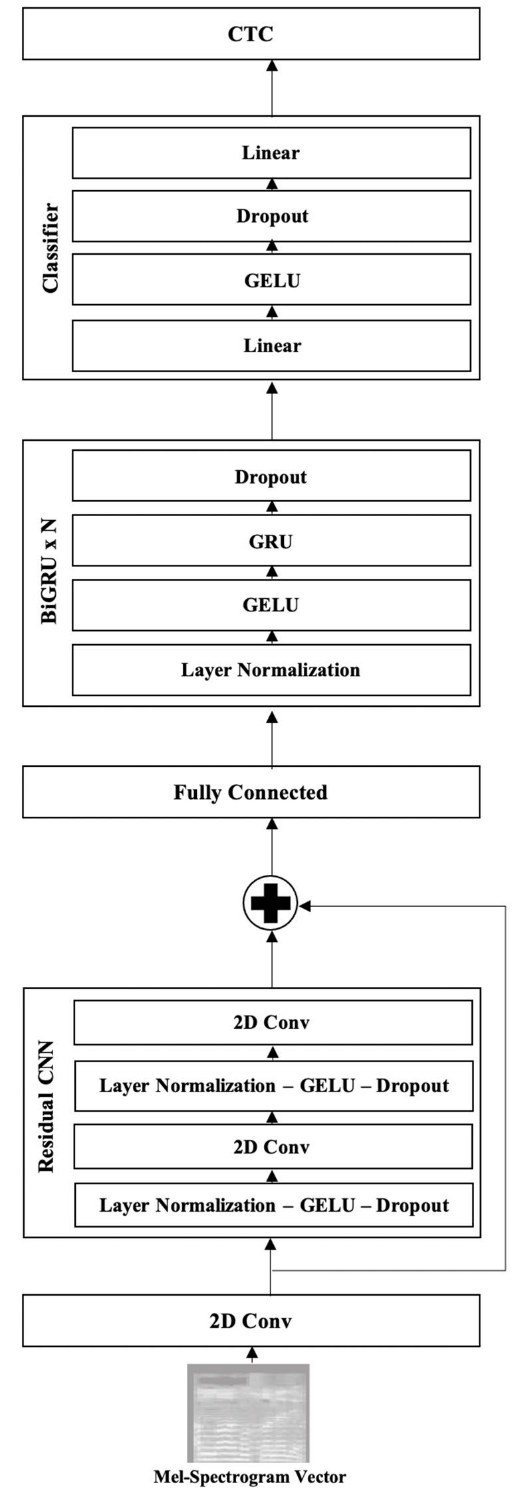 CTC
Classifier
Linear
Dropout
GELU
Linear
BiGRU x N
Dropout
GRU
GELU
Layer Normalization
Fully Connected
Residual CNN
2D Conv
Layer Normalization – GELU – Dropout
2D Conv
Layer Normalization – GELU – Dropout
2D Conv
Mel-Spectrogram Vector